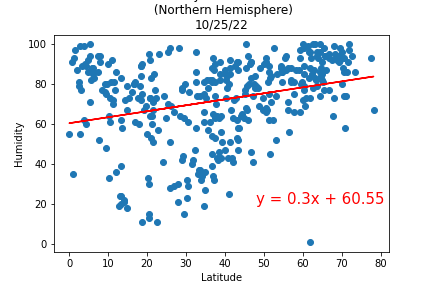 (Northern Hemisphere)
10/25/22
100
80
60
40
20
0
Humidity
y = 0.3x + 60.55
0 10 20 30 40 50 60 70 80
Latitude